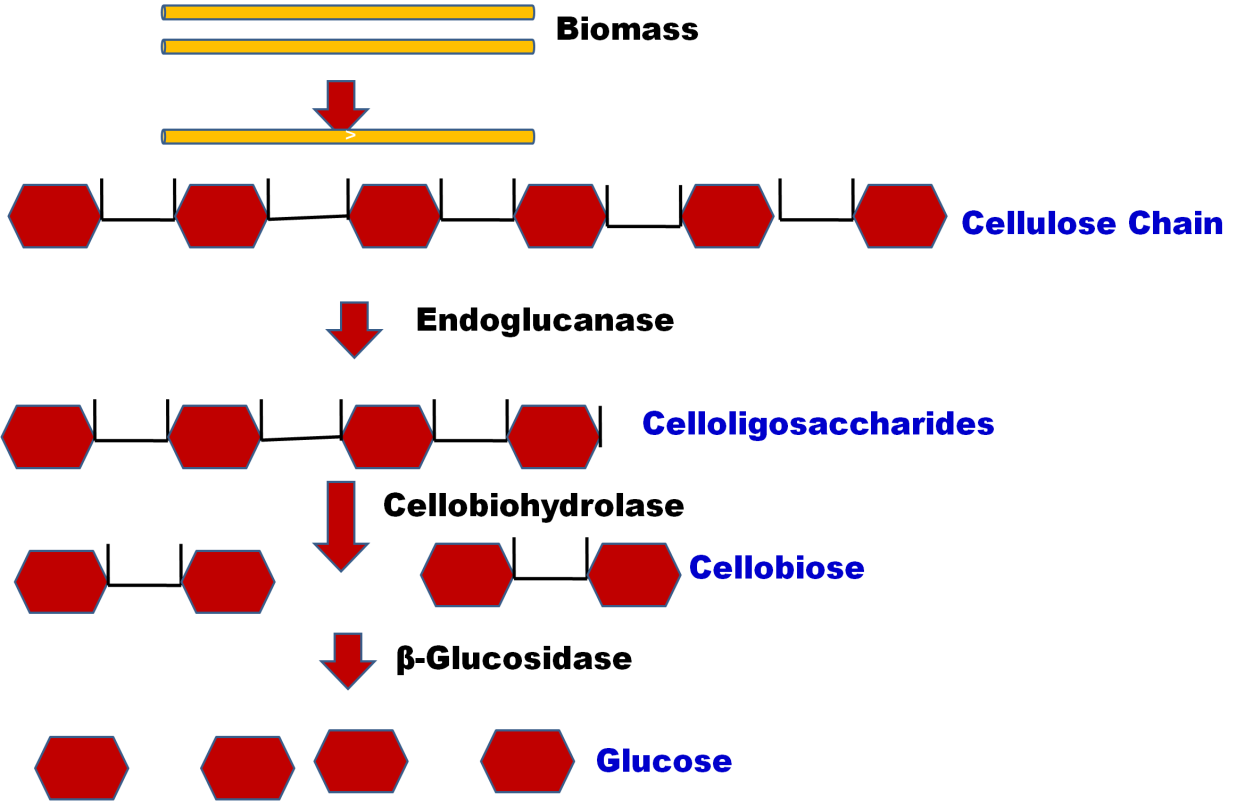 Biomass
>
Cellulose Chain
Endoglucanase
Celloligosaccharides
Cellobiohydrolase
Cellobiose
β-Glucosidase
Glucose